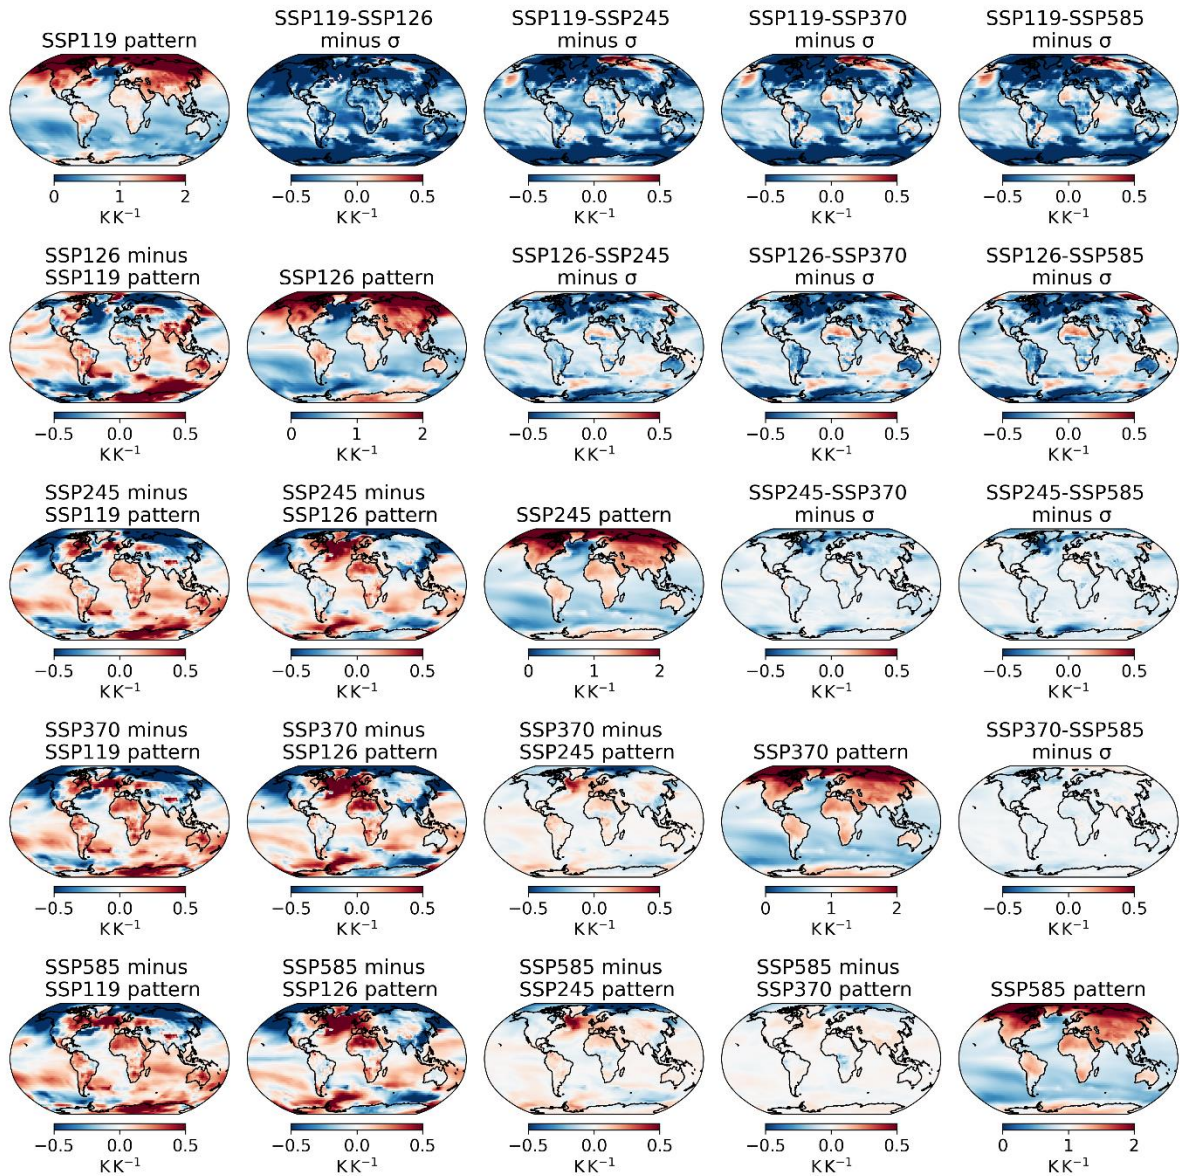 SSP119 pattern
SSP119-SSP126
minus σ
SSP119-SSP245
minus σ
SSP119-SSP370
minus σ
SSP119-SSP585
minus σ
0 1 2
K K⁻¹
−0.5 0.0 0.5
K K⁻¹
−0.5 0.0 0.5
K K⁻¹
−0.5 0.0 0.5
K K⁻¹
−0.5 0.0 0.5
K K⁻¹
SSP126 minus
SSP119 pattern
SSP126 pattern
SSP126-SSP245
minus σ
SSP126-SSP370
minus σ
SSP126-SSP585
minus σ
−0.5 0.0 0.5
K K⁻¹
0 1 2
K K⁻¹
−0.5 0.0 0.5
K K⁻¹
−0.5 0.0 0.5
K K⁻¹
−0.5 0.0 0.5
K K⁻¹
SSP245 minus
SSP119 pattern
SSP245 minus
SSP126 pattern
SSP245 pattern
SSP245-SSP370
minus σ
SSP245-SSP585
minus σ
−0.5 0.0 0.5
K K⁻¹
−0.5 0.0 0.5
K K⁻¹
0 1 2
K K⁻¹
−0.5 0.0 0.5
K K⁻¹
−0.5 0.0 0.5
K K⁻¹
SSP370 minus
SSP119 pattern
SSP370 minus
SSP126 pattern
SSP370 minus
SSP245 pattern
SSP370 pattern
SSP370-SSP585
minus σ
−0.5 0.0 0.5
K K⁻¹
−0.5 0.0 0.5
K K⁻¹
−0.5 0.0 0.5
K K⁻¹
0 1 2
K K⁻¹
−0.5 0.0 0.5
K K⁻¹
SSP585 minus
SSP119 pattern
SSP585 minus
SSP126 pattern
SSP585 minus
SSP245 pattern
SSP585 minus
SSP370 pattern
SSP585 pattern
−0.5 0.0 0.5
K K⁻¹
−0.5 0.0 0.5
K K⁻¹
−0.5 0.0 0.5
K K⁻¹
−0.5 0.0 0.5
K K⁻¹
0 1 2
K K⁻¹